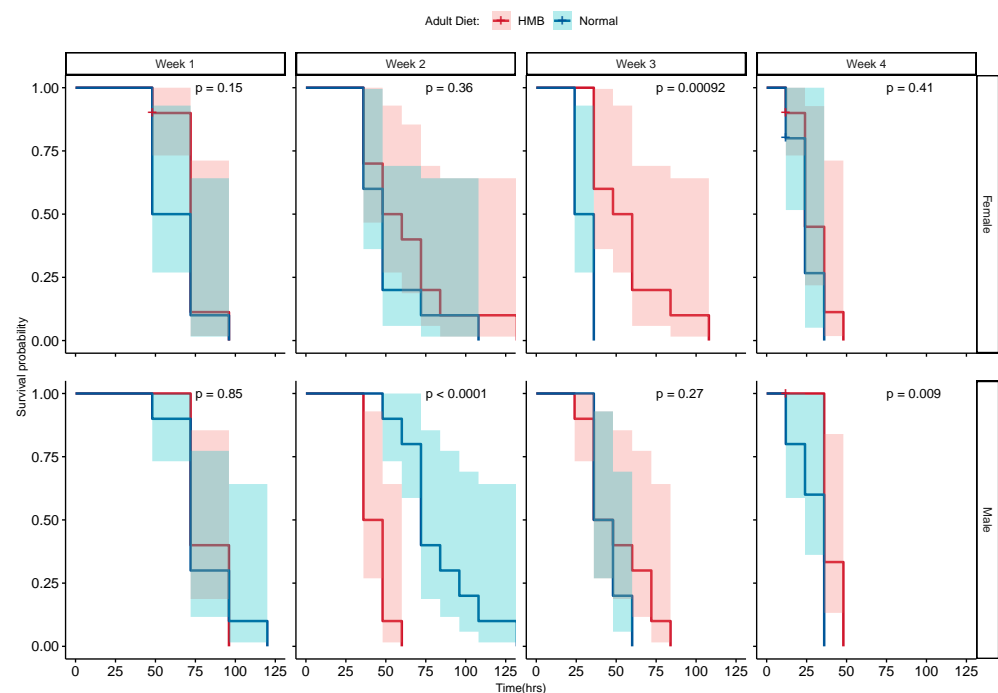 Adult Diet: HMB Normal
Week 1 Week 2 Week 3 Week 4
p = 0.15 p = 0.36 p = 0.00092 p = 0.41
1.00
0.75
0.50
0.25
0.00
Female
p = 0.85 p < 0.0001 p = 0.27 p = 0.009
1.00
0.75
0.50
0.25
0.00
Male
Survival probability
0 25 50 75 100 125 0 25 50 75 100 125 0 25 50 75 100 125 0 25 50 75 100 125
Time(hrs)